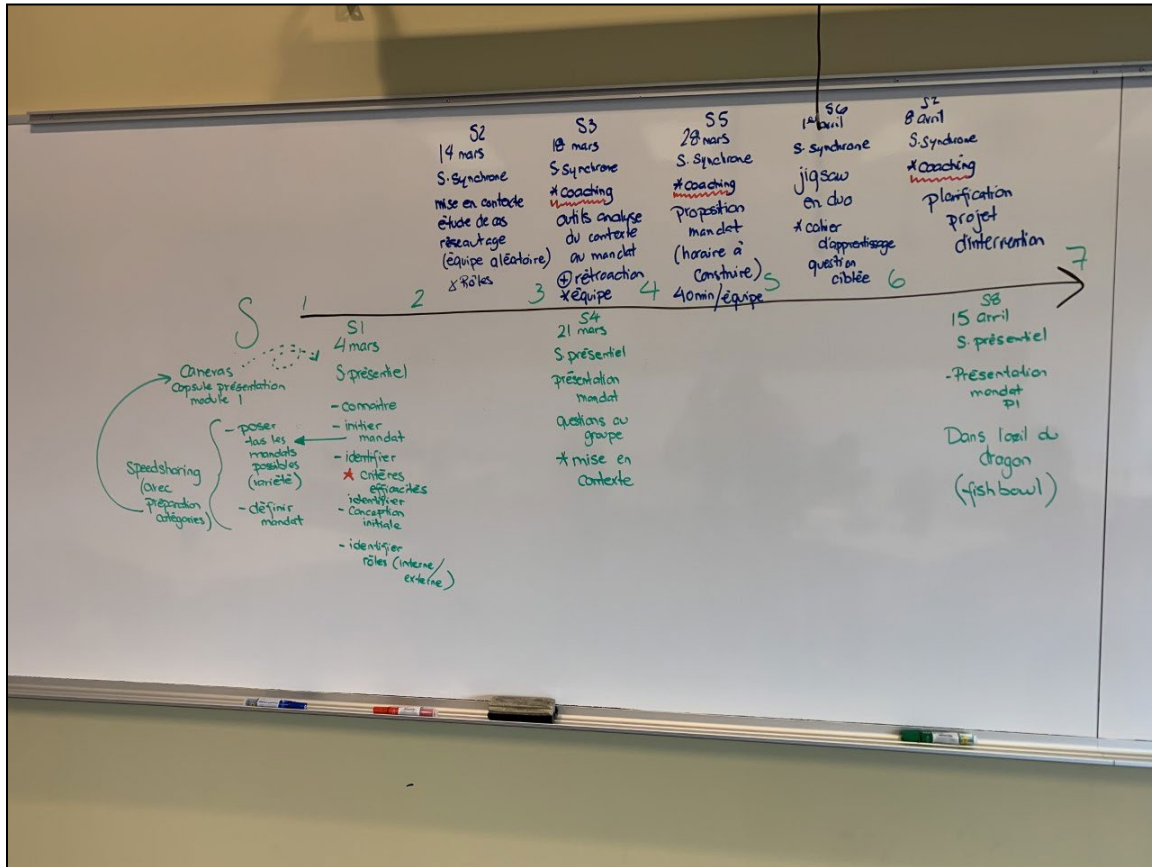 S2
14 mars
S. synchrone
mise en contexte
étude de cas
réseautage
(équipe aléatoire)
* Rôles
S3
18 mars
S. synchrone
*coaching
outils analyse
du contexte
au mandat
+ rétroaction
*équipe
S5
28 mars
S. synchrone
*coaching
proposition
mandat
(horaire à
construire)
40min/équipe
S6
1er avril
S. synchrone
jigsaw
en duo
* cahier
d'apprentissage
question
ciblée
8 avril
S. synchrone
*coaching
planification
projet
d'intervention
S 1 2 3 4 5 6 7
Canevas
Capsule présentation
module 1
Speedsharing
(avec
préparation
catégories)
- poser
tas les
mandats
possibles
(variété)
- définir
mandat
S1
4 mars
S. présentiel
- connaitre
- initier
mandat
- identifier
* critères
efficacités
identifier
- Conception
initiale
- identifier
rôles (interne/
externe)
S4
21 mars
S. présentiel
présentation
mandat
questions au
groupe
* mise en
contexte
S8
15 avril
S. présentiel
- Présentation
mandat
P1
Dans l'oeil du
dragon
(fishbowl)